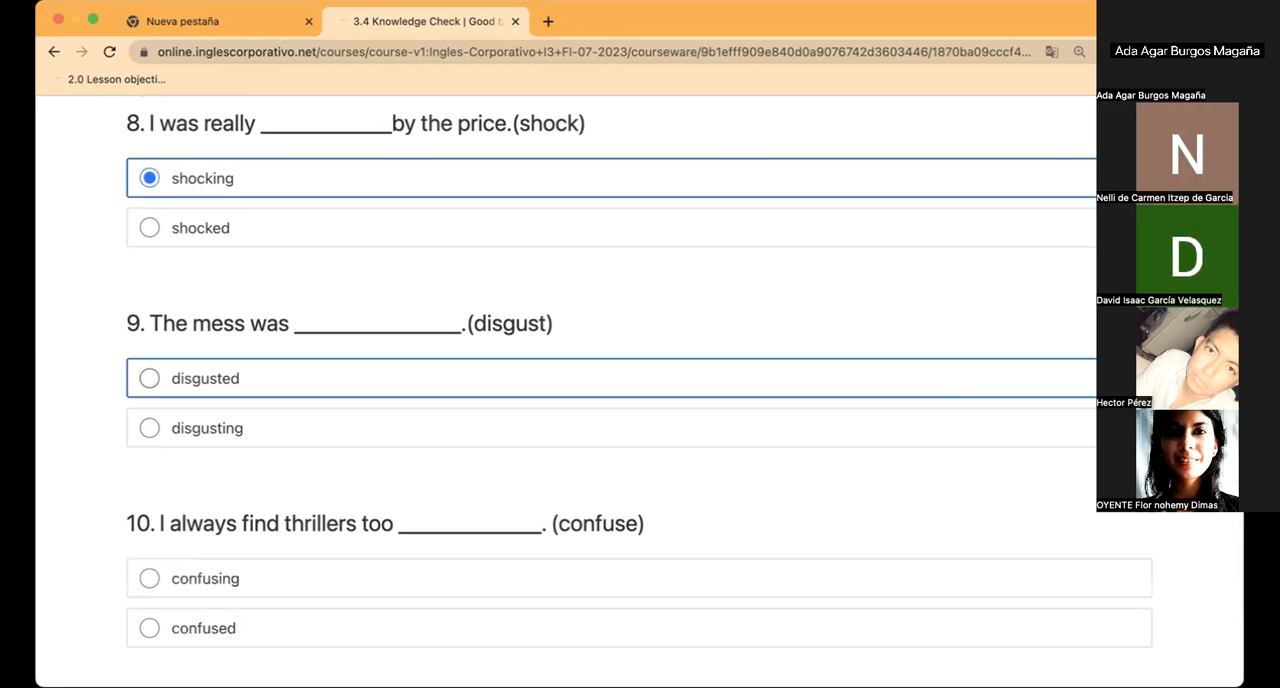 Nueva pestaña
3.4 Knowledge Check | Good b
online.inglescorporativo.net/courses/course-v1:Ingles-Corporativo+I3+FI-07-2023/courseware/9b1efff909e840d0a9076742d3603446/1870ba09cccf4...
2.0 Lesson objecti...
8. I was really ____________by the price.(shock)
shocking
shocked
9. The mess was _______________.(disgust)
disgusted
disgusting
10. I always find thrillers too _____________. (confuse)
confusing
confused
Ada Agar Burgos Magaña
Ada Agar Burgos Magaña
N
Nelli de Carmen Itzep de Garcia
D
David Isaac García Velasquez
Hector Pérez
OYENTE Flor nohemy Dimas